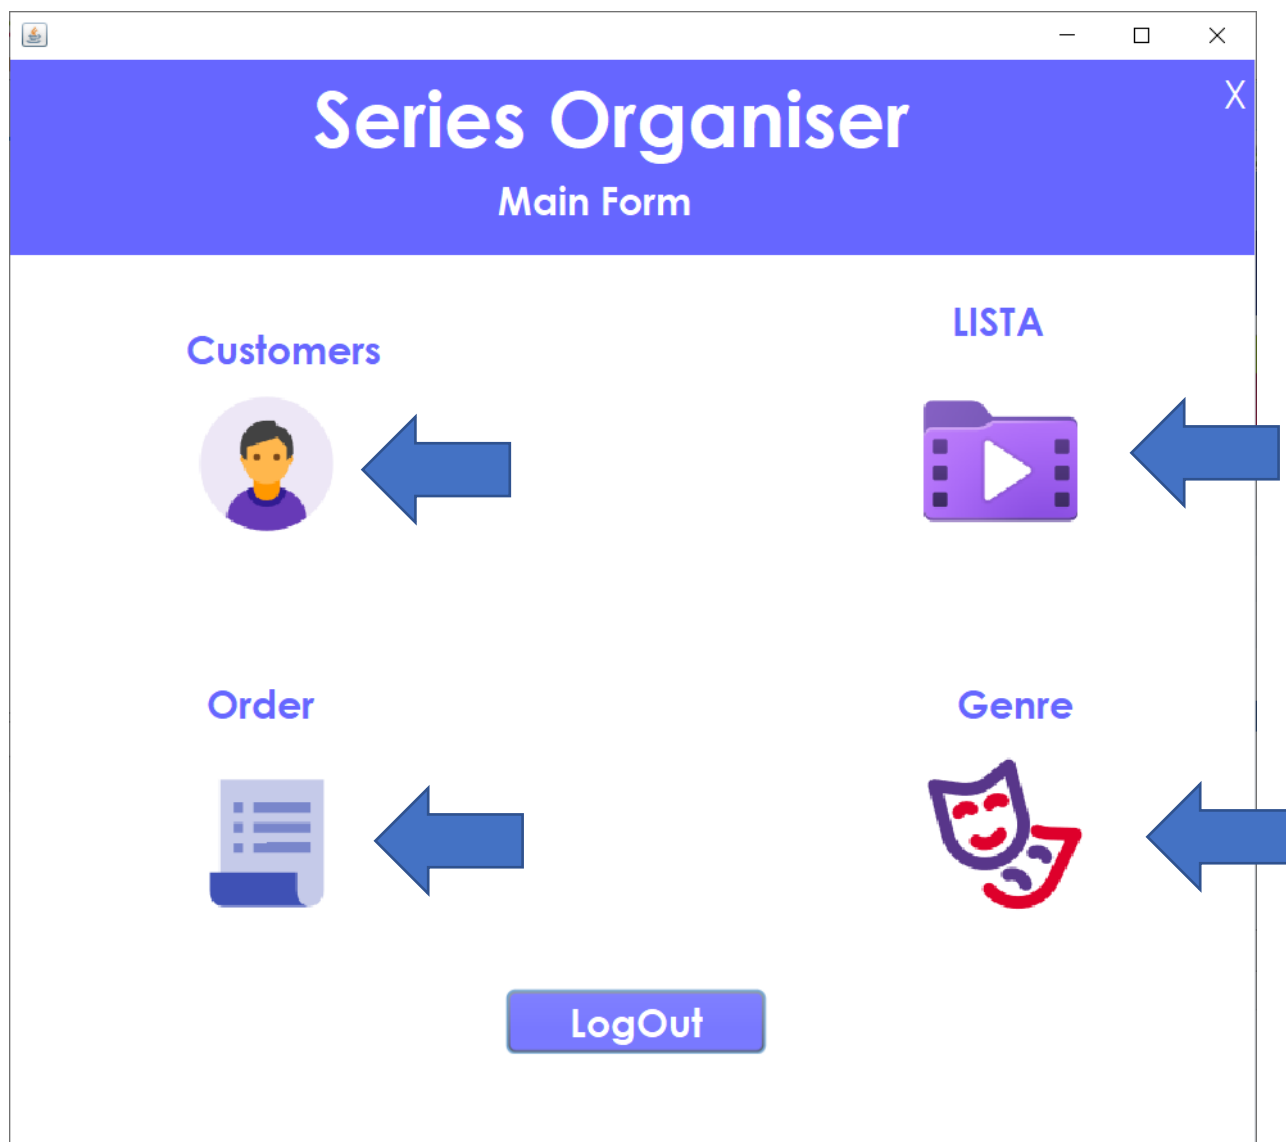 X
Series Organiser
Main Form
Customers
LISTA
Order
Genre
LogOut